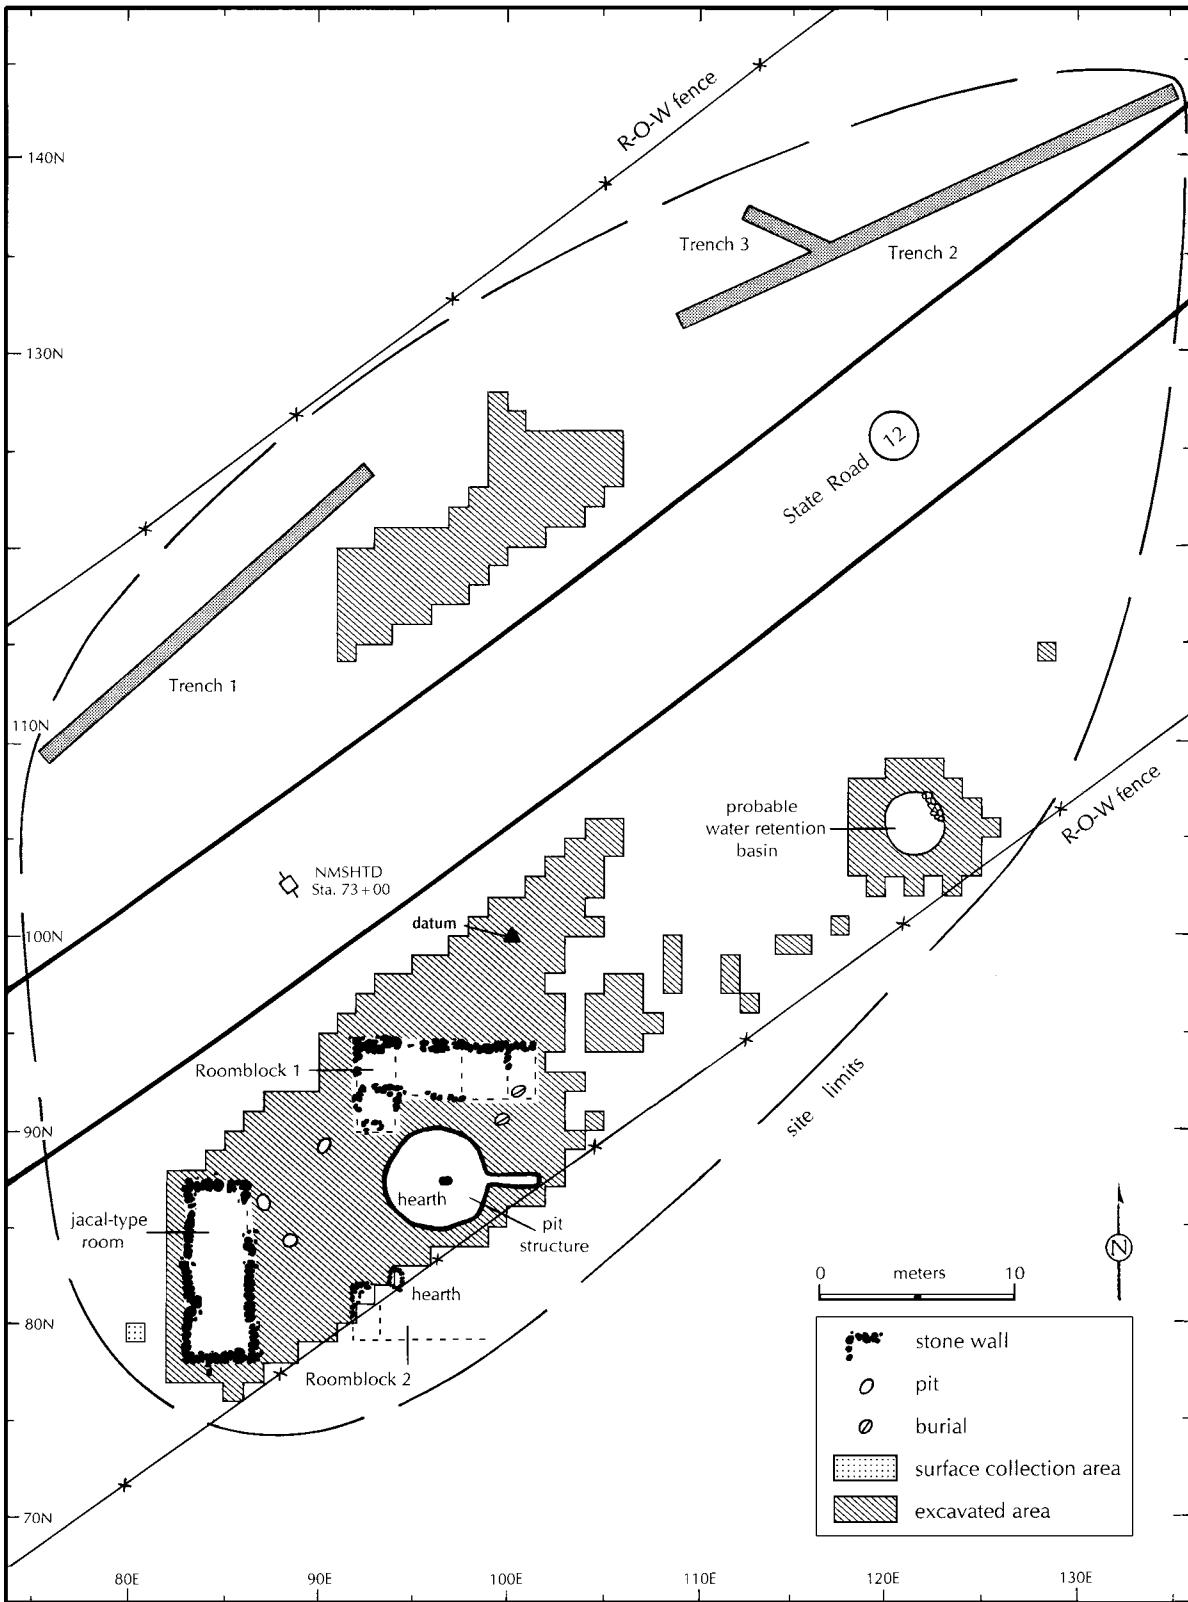 R-O-W fence
140N
Trench 3
Trench 2
130N
12
State Road
Trench 1
110N
probable
water retention
basin
R-O-W fence
NMSHTD
Sta. 73+00
datum
100N
Roomblock 1
site limits
90N
hearth
jacal-type
room
pit
structure
N
hearth
0 meters 10
80N
stone wall
Roomblock 2
pit
burial
surface collection area
excavated area
70N
80E 90E 100E 110E 120E 130E